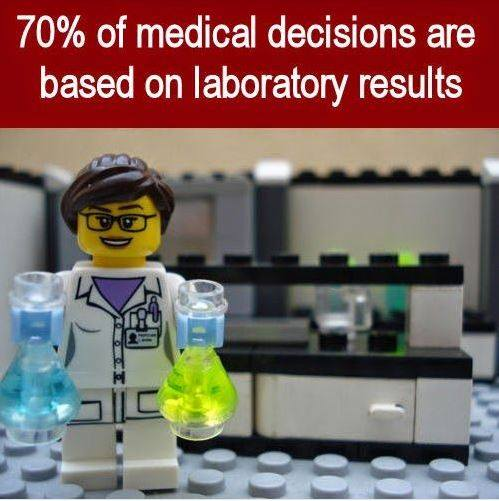 70% of medical decisions are
based on laboratory results